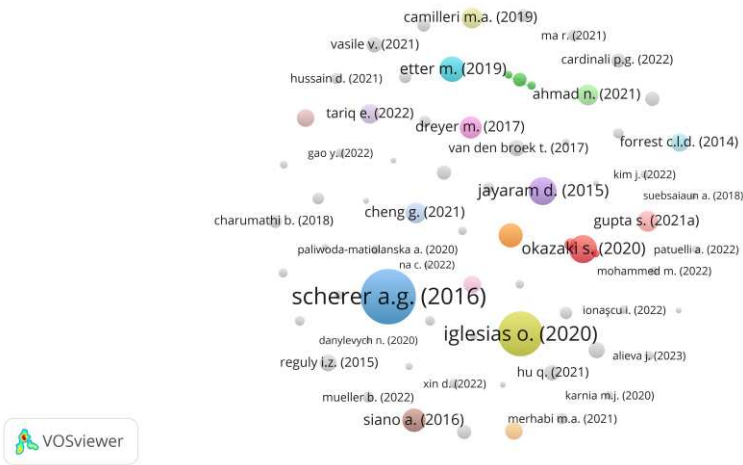 camilleri m.a. (2019)
ma r. (2021)
vasile v. (2021)
cardinali p.g. (2022)
etter m. (2019)
hussain d. (2021)
ahmad n. (2021)
tariq e. (2022)
dreyer m. (2017)
forrest c.l.d. (2014)
van den broek t. (2017)
gao y. (2022)
kim j. (2022)
jayaram d. (2015)
suebsaiaun a. (2018)
cheng g. (2021)
charumathi b. (2018)
gupta s. (2021a)
okazaki s. (2020)
paliwoda-matiolanska a. (2020)
patuelli a. (2022)
na c. (2022)
mohammed m. (2022)
scherer a.g. (2016)
ionaşcu i. (2022)
iglesias o. (2020)
danylevych n. (2020)
alieva j. (2023)
reguly i.z. (2015)
hu q. (2021)
xin d. (2022)
mueller b. (2022)
karnia m.j. (2020)
siano a. (2016)
merhabi m.a. (2021)
VOSviewer